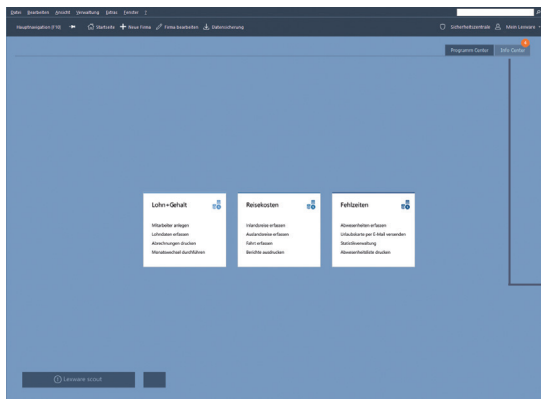 Datei Bearbeiten Ansicht Verwaltung Extras Fenster ?
Hauptnavigation (F10) Startseite Neue Firma Firma bearbeiten Datensicherung Sicherheitszentrale Mein Lexware
Programm Center Info Center
Lohn+Gehalt
Mitarbeiter anlegen
Lohndaten erfassen
Abrechnungen drucken
Monatswechsel durchführen
Reisekosten
Inlandsreise erfassen
Auslandsreise erfassen
Fahrt erfassen
Berichte ausdrucken
Fehlzeiten
Abwesenheiten erfassen
Urlaubskarte per E-Mail versenden
Statistikverwaltung
Abwesenheitsliste drucken
Lexware scout